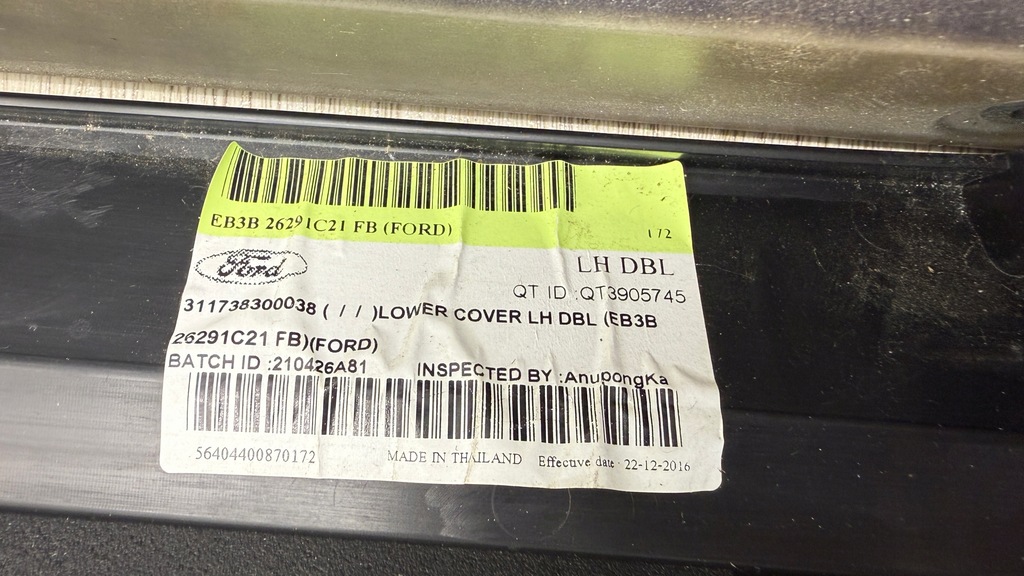 EB3B 26291C21 FB (FORD)
1 / 2
Ford
LH DBL
QT ID :QT3905745
311738300038 ( / / )LOWER COVER LH DBL (EB3B
26291C21 FB)(FORD)
BATCH ID :210426A81 INSPECTED BY :AnupongKa
56404400870172 MADE IN THAILAND Effective date : 22-12-2016